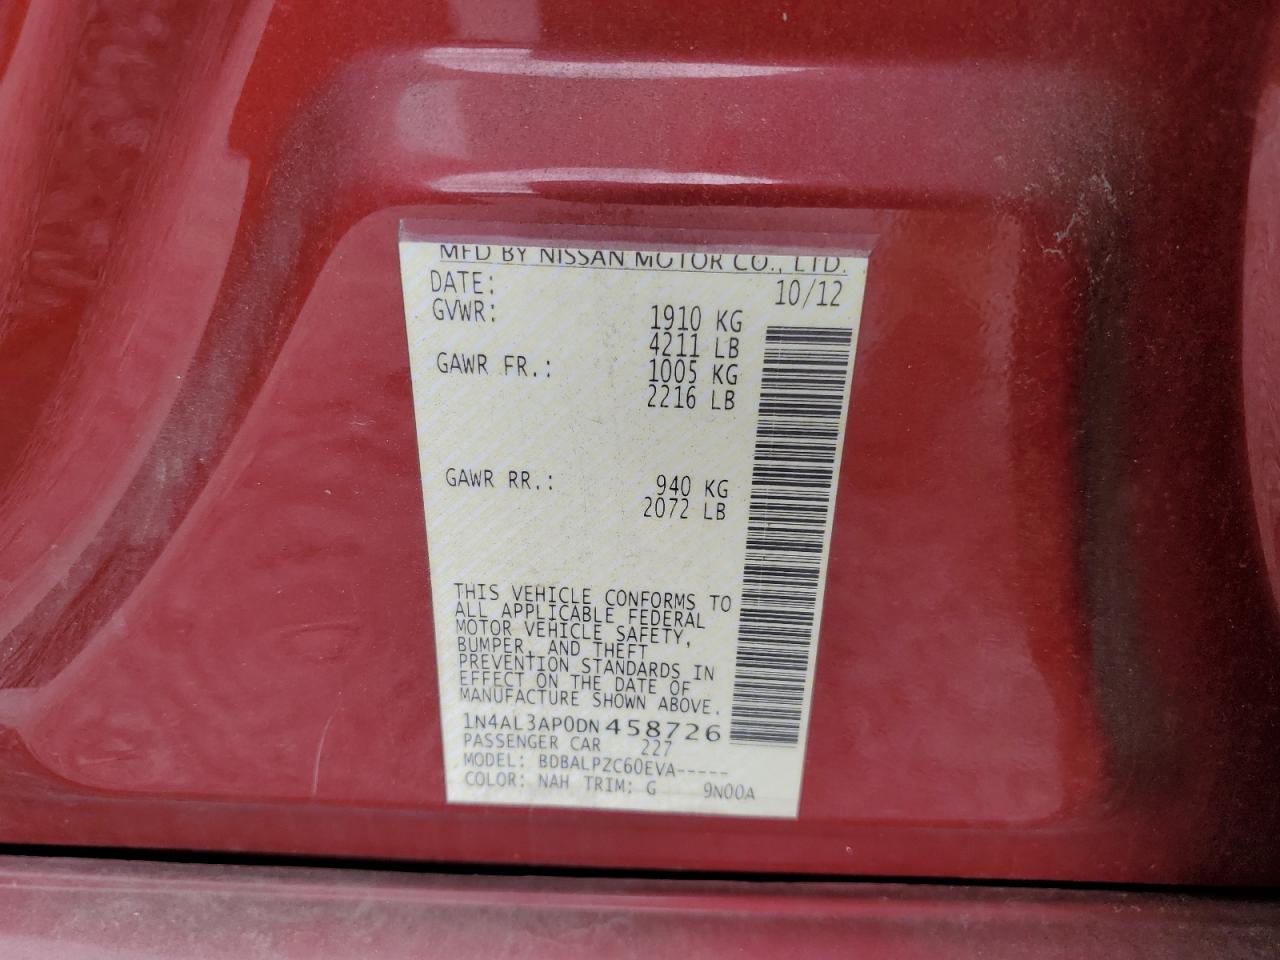 MFD BY NISSAN MOTOR CO., LTD.
DATE: 10/12
GVWR: 1910 KG
4211 LB
GAWR FR.: 1005 KG
2216 LB
GAWR RR.: 940 KG
2072 LB
THIS VEHICLE CONFORMS TO
ALL APPLICABLE FEDERAL
MOTOR VEHICLE SAFETY,
BUMPER, AND THEFT
PREVENTION STANDARDS IN
EFFECT ON THE DATE OF
MANUFACTURE SHOWN ABOVE.
1N4AL3AP0DN458726
PASSENGER CAR 227
MODEL: BDBALPZC60EVA-----
COLOR: NAH TRIM: G 9N00A